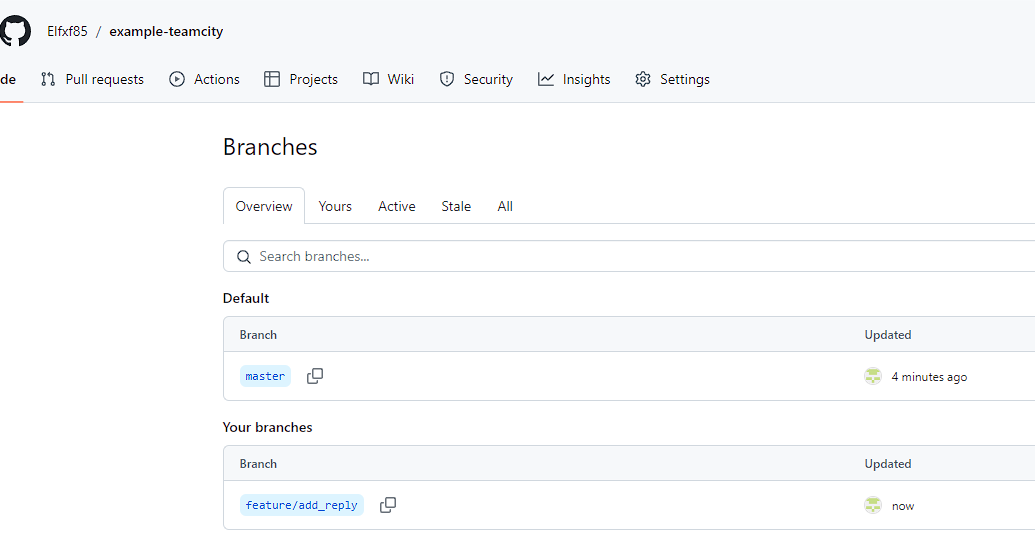 Elfxf85 / example-teamcity
de Pull requests Actions Projects Wiki Security Insights Settings
Branches
Overview Yours Active Stale All
Search branches...
Default
Branch Updated
master 4 minutes ago
Your branches
Branch Updated
feature/add_reply now